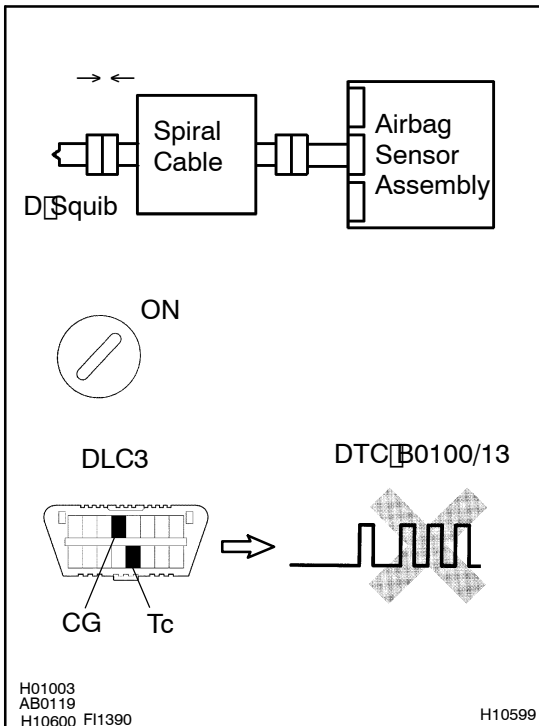 Spiral
Cable
Airbag
Sensor
Assembly
D Squib
ON
DLC3
DTC B0100/13
CG Tc
H01003
AB0119
H10600 FI1390
H10599